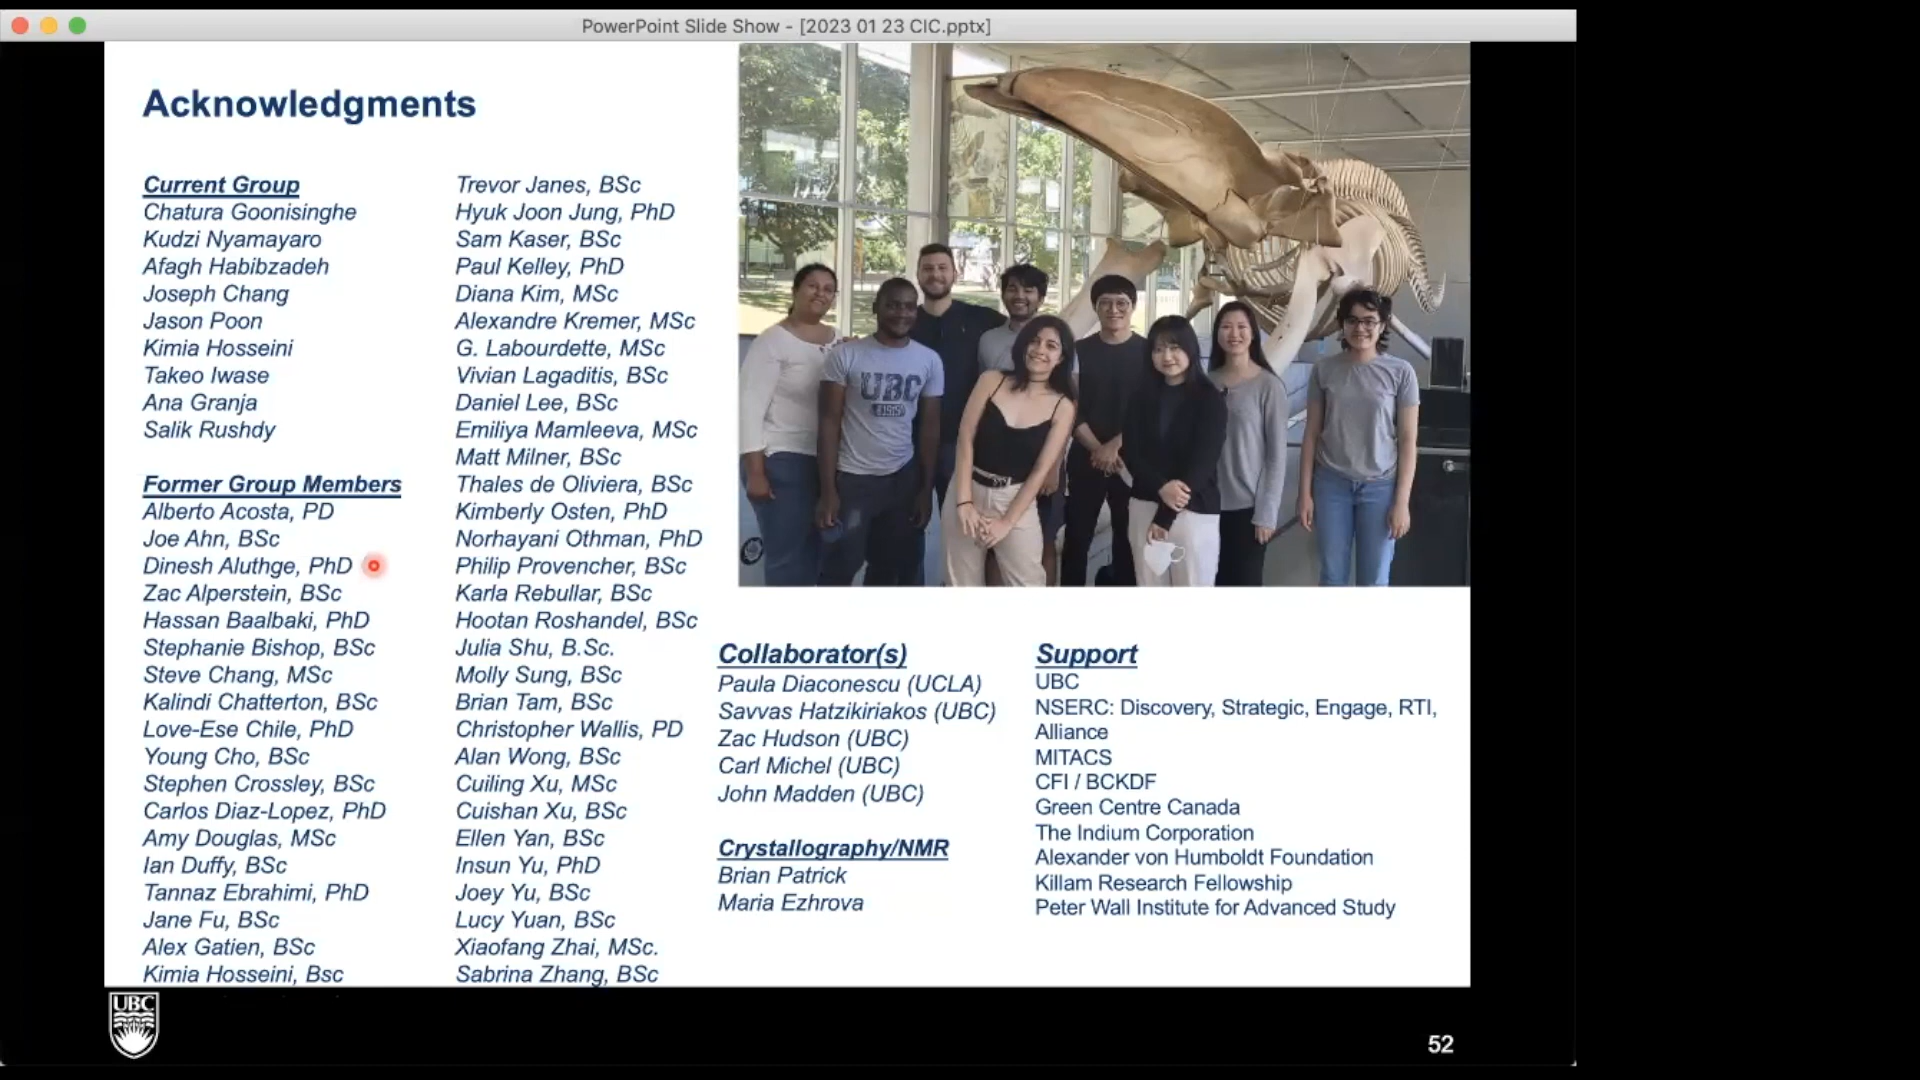 PowerPoint Slide Show - [2023 01 23 CIC.pptx]
Acknowledgments
Current Group
Chatura Goonisinghe
Kudzi Nyamayaro
Afagh Habibzadeh
Joseph Chang
Jason Poon
Kimia Hosseini
Takeo Iwase
Ana Granja
Salik Rushdy
Former Group Members
Alberto Acosta, PD
Joe Ahn, BSc
Dinesh Aluthge, PhD
Zac Alperstein, BSc
Hassan Baalbaki, PhD
Stephanie Bishop, BSc
Steve Chang, MSc
Kalindi Chatterton, BSc
Love-Ese Chile, PhD
Young Cho, BSc
Stephen Crossley, BSc
Carlos Diaz-Lopez, PhD
Amy Douglas, MSc
Ian Duffy, BSc
Tannaz Ebrahimi, PhD
Jane Fu, BSc
Alex Gatien, BSc
Kimia Hosseini, Bsc
Trevor Janes, BSc
Hyuk Joon Jung, PhD
Sam Kaser, BSc
Paul Kelley, PhD
Diana Kim, MSc
Alexandre Kremer, MSc
G. Labourdette, MSc
Vivian Lagaditis, BSc
Daniel Lee, BSc
Emiliya Mamleeva, MSc
Matt Milner, BSc
Thales de Oliviera, BSc
Kimberly Osten, PhD
Norhayani Othman, PhD
Philip Provencher, BSc
Karla Rebullar, BSc
Hootan Roshandel, BSc
Julia Shu, B.Sc.
Molly Sung, BSc
Brian Tam, BSc
Christopher Wallis, PD
Alan Wong, BSc
Cuiling Xu, MSc
Cuishan Xu, BSc
Ellen Yan, BSc
Insun Yu, PhD
Joey Yu, BSc
Lucy Yuan, BSc
Xiaofang Zhai, MSc.
Sabrina Zhang, BSc
UBC
1915
Collaborator(s)
Paula Diaconescu (UCLA)
Savvas Hatzikiriakos (UBC)
Zac Hudson (UBC)
Carl Michel (UBC)
John Madden (UBC)
Crystallography/NMR
Brian Patrick
Maria Ezhrova
Support
UBC
NSERC: Discovery, Strategic, Engage, RTI,
Alliance
MITACS
CFI / BCKDF
Green Centre Canada
The Indium Corporation
Alexander von Humboldt Foundation
Killam Research Fellowship
Peter Wall Institute for Advanced Study
UBC
52